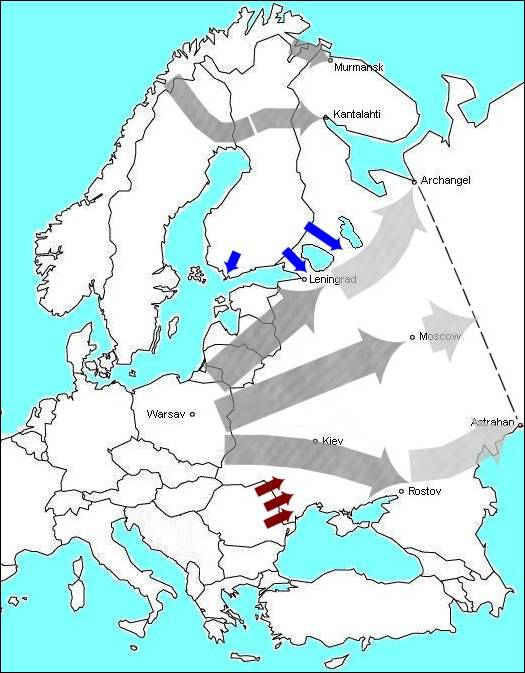 Murmansk
Kantalahti
Archangel
Leningrad
Moscow
Warsav
Astrahan
Kiev
Rostov